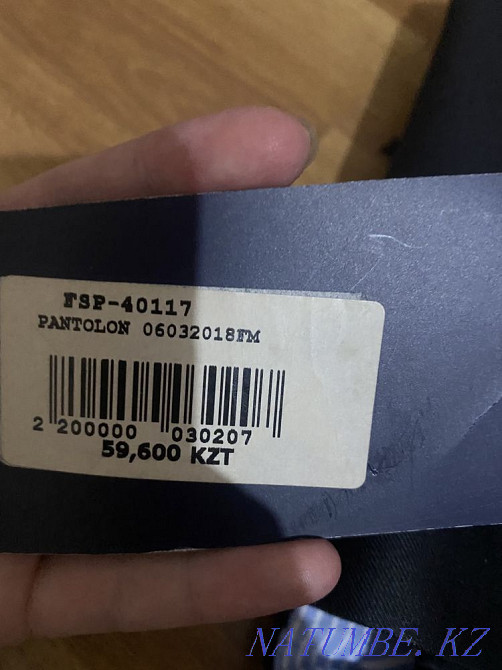 FSP-40117
PANTOLON 06032018FM
2 200000 030207
59,600 KZT
NATUMBE. KZ